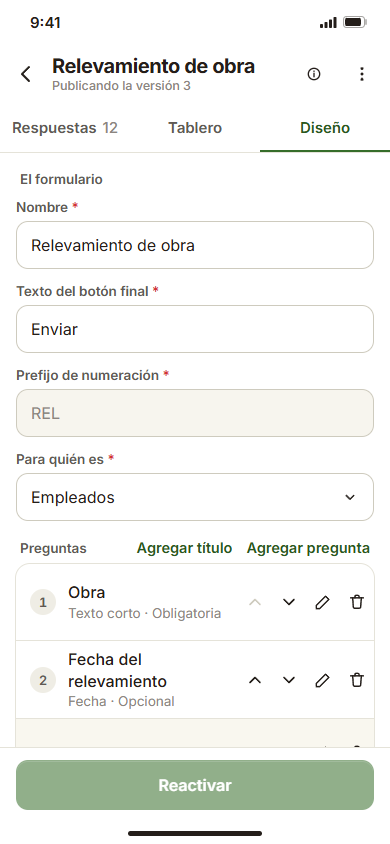 9:41
Relevamiento de obra
Publicando la versión 3
Respuestas 12
Tablero
Diseño
El formulario
Nombre *
Relevamiento de obra
Texto del botón final *
Enviar
Prefijo de numeración *
REL
Para quién es *
Empleados
Preguntas
Agregar título
Agregar pregunta
1
Obra
Texto corto · Obligatoria
2
Fecha del
relevamiento
Fecha · Opcional
Reactivar